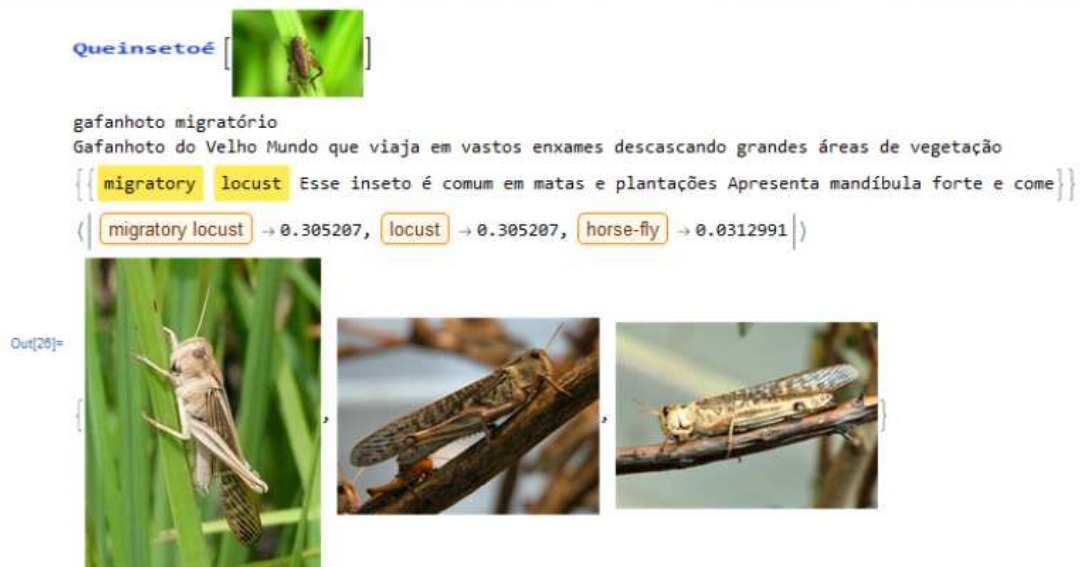 Queinsetoé [ ]
gafanhoto migratório
Gafanhoto do Velho Mundo que viaja em vastos enxames descascando grandes áreas de vegetação
{{ migratory locust Esse inseto é comum em matas e plantações Apresenta mandíbula forte e come}}
⟨| migratory locust → 0.305207, locust → 0.305207, horse-fly → 0.0312991 |⟩
Out[26]=
{ , , }